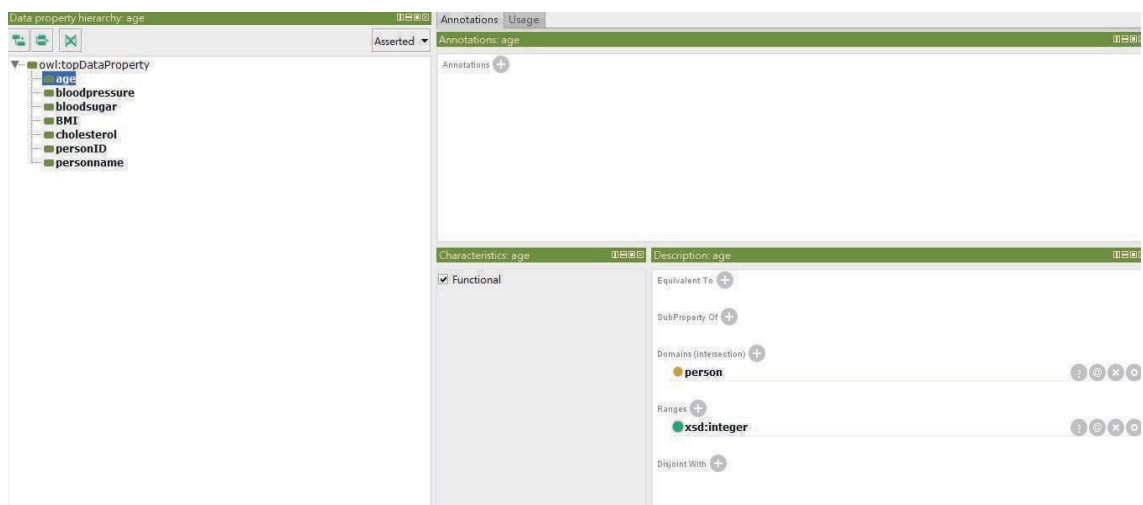 Data property hierarchy: age
Asserted
owl:topDataProperty
age
bloodpressure
bloodsugar
BMI
cholesterol
personID
personname
Annotations Usage
Annotations: age
Annotations
Characteristics: age
Functional
Description: age
Equivalent To
SubProperty Of
Domains (intersection)
person
Ranges
xsd:integer
Disjoint With